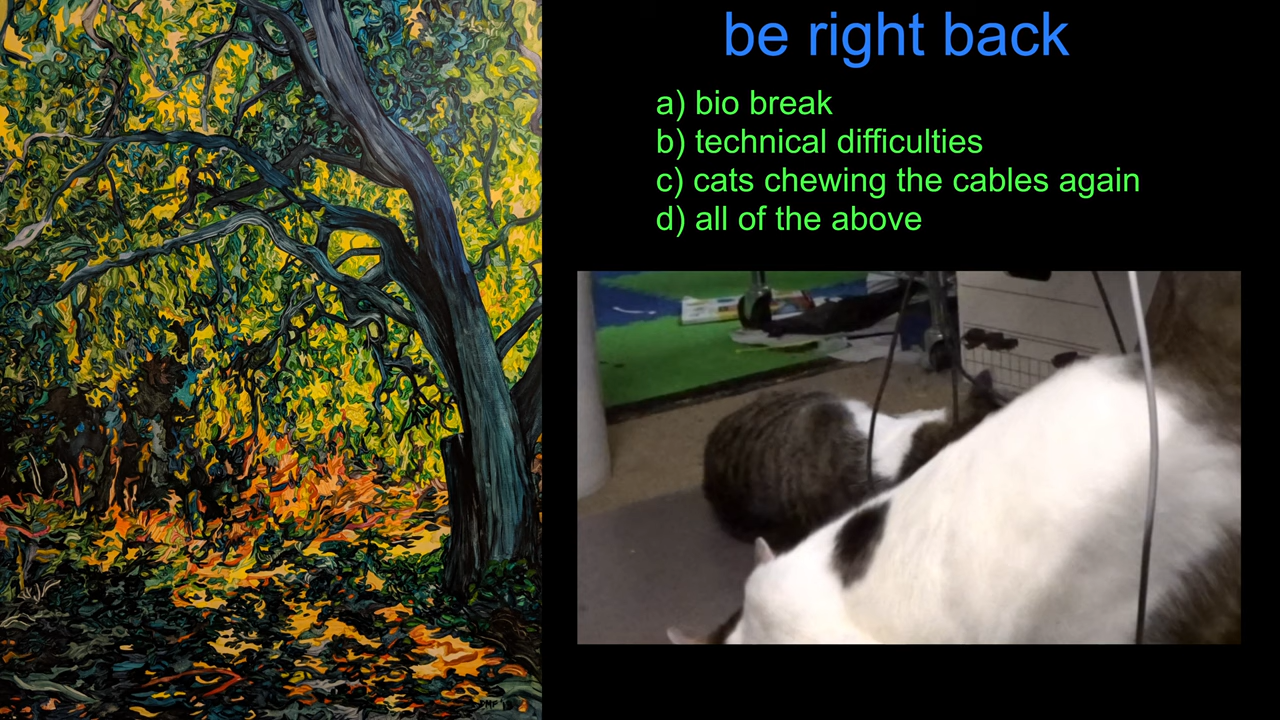 be right back
a) bio break
b) technical difficulties
c) cats chewing the cables again
d) all of the above